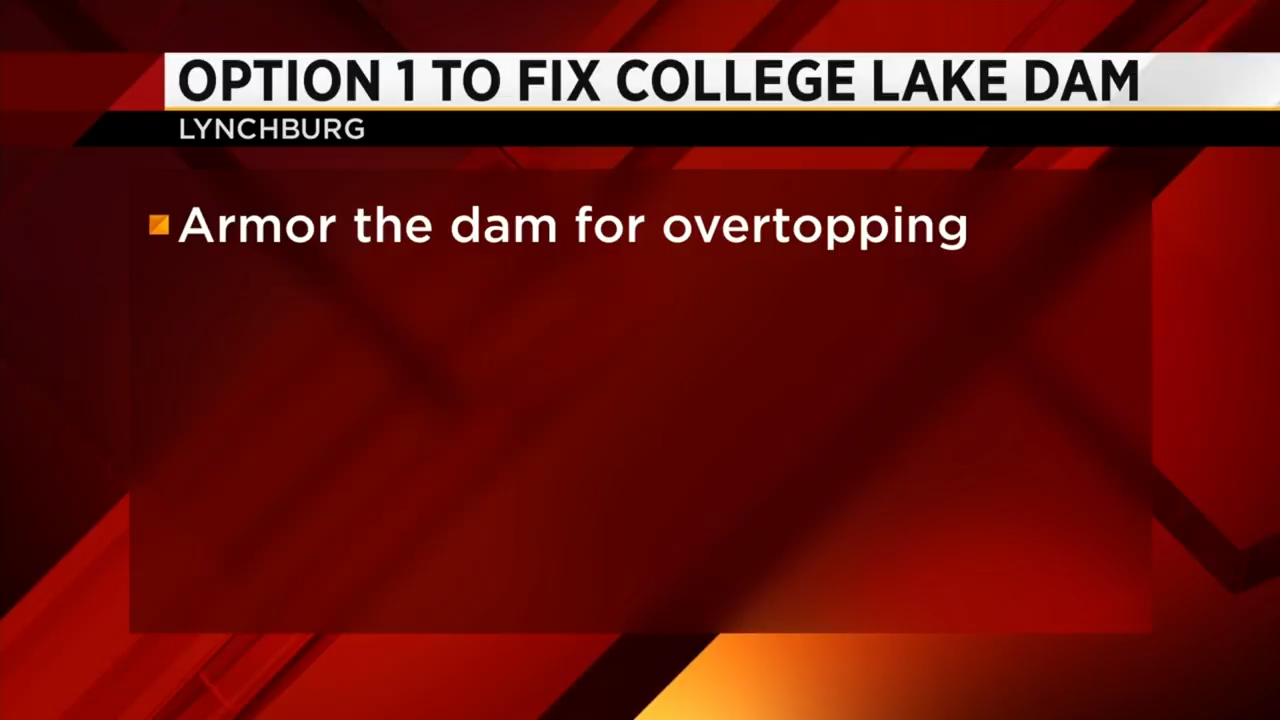 OPTION 1 TO FIX COLLEGE LAKE DAM
LYNCHBURG
Armor the dam for overtopping